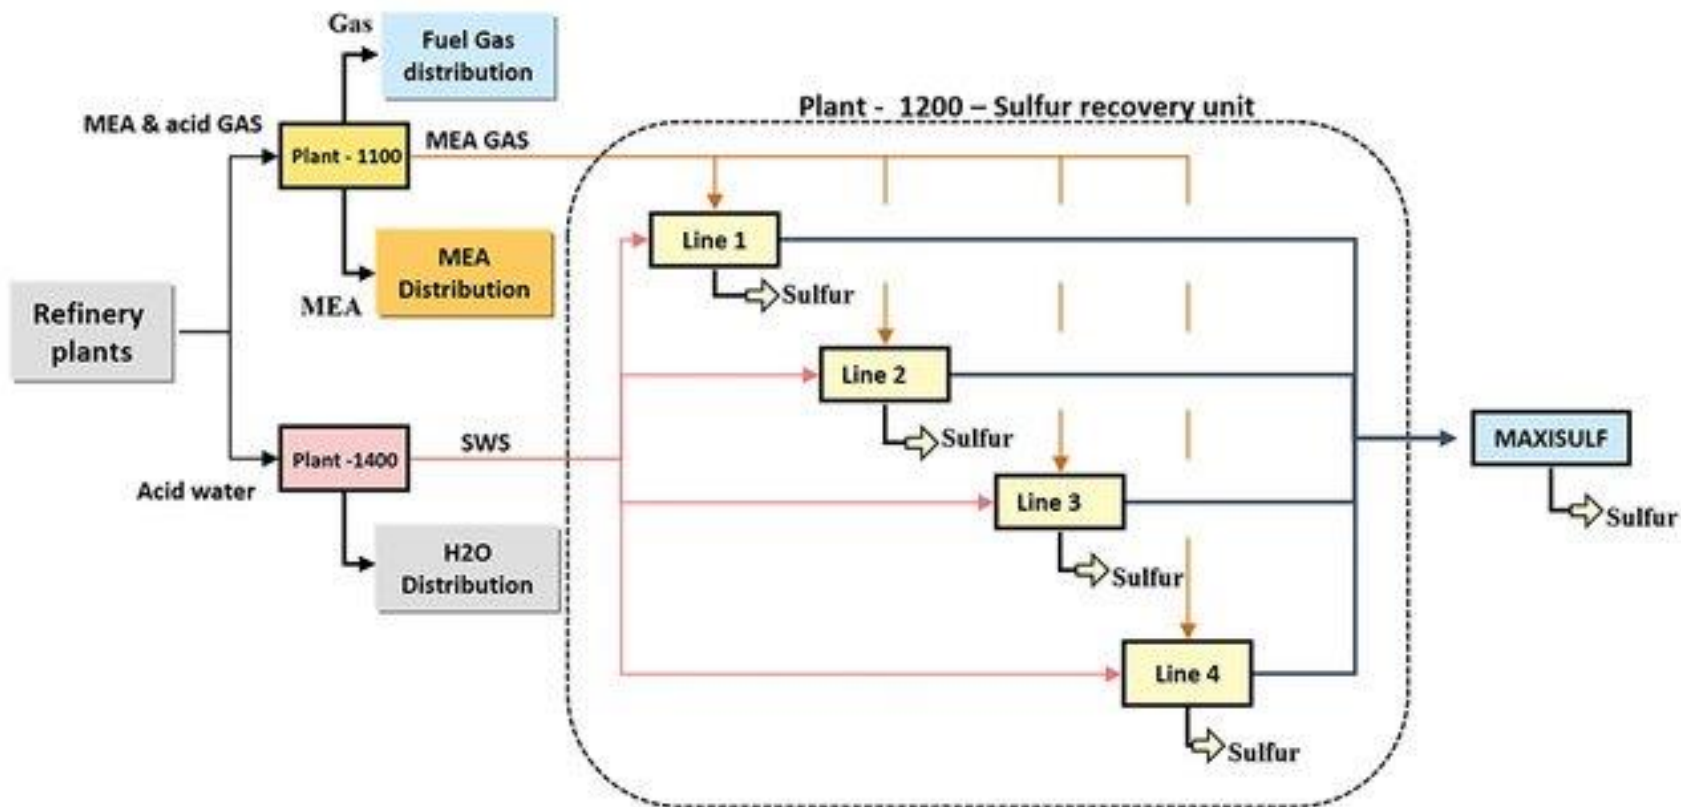 Gas
Fuel Gas
distribution
Plant - 1200 – Sulfur recovery unit
MEA & acid GAS
MEA GAS
Plant - 1100
Line 1
MEA
Distribution
MEA
Sulfur
Refinery
plants
Line 2
SWS
Sulfur
MAXISULF
Plant -1400
Acid water
Line 3
Sulfur
H2O
Distribution
Sulfur
Line 4
Sulfur